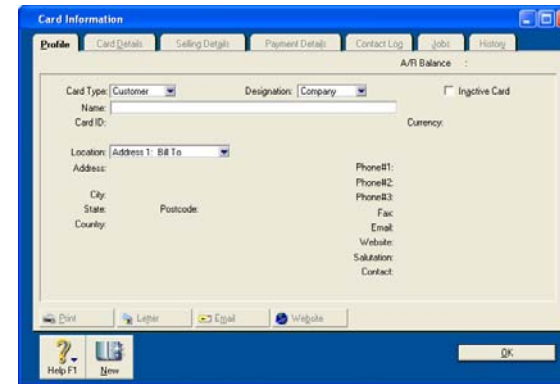 Card Information
Profile Card Details Selling Details Payment Details Contact Log Jobs History
A/R Balance :
Card Type: Customer Designation: Company Inactive Card
Name:
Card ID: Currency:
Location: Address 1: Bill To
Address: Phone#1:
Phone#2:
City: Phone#3:
State: Postcode: Fax:
Country: Email:
Website:
Salutation:
Contact:
Print Letter Email Website
Help F1 New OK